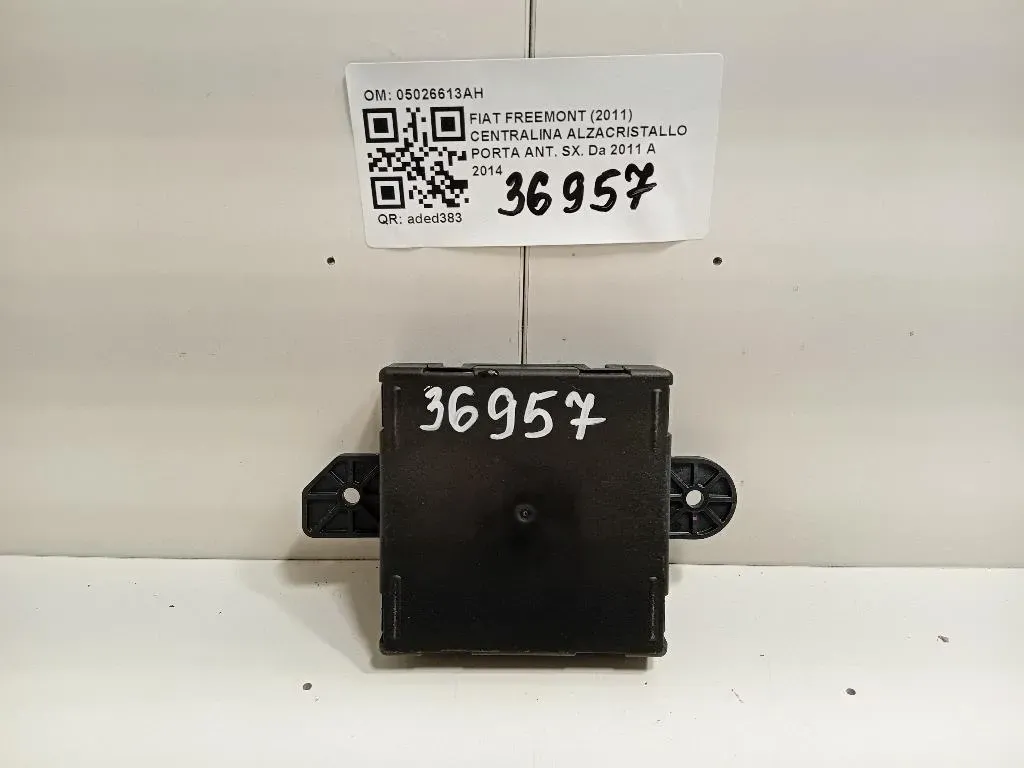 OM: 05026613AH
FIAT FREEMONT (2011)
CENTRALINA ALZACRISTALLO
PORTA ANT. SX. Da 2011 A
2014
36957
QR: aded383
36957